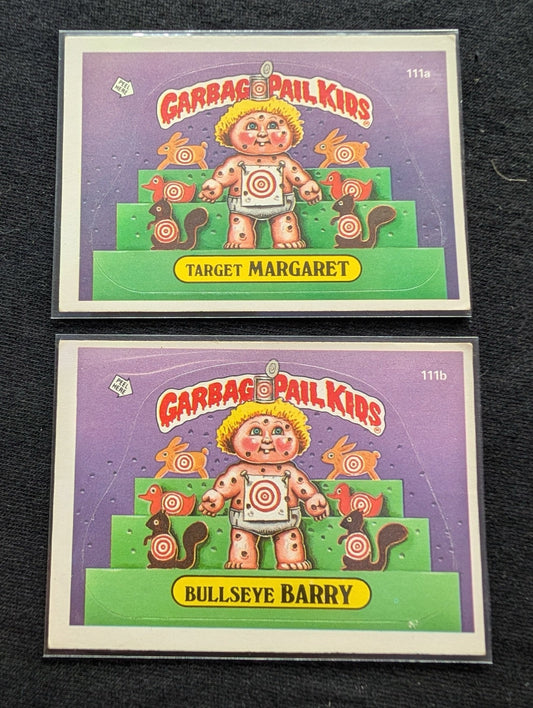 PEEL HERE
111a
GARBAGE PAIL KIDS
TARGET MARGARET
PEEL HERE
111b
GARBAGE PAIL KIDS
BULLSEYE BARRY